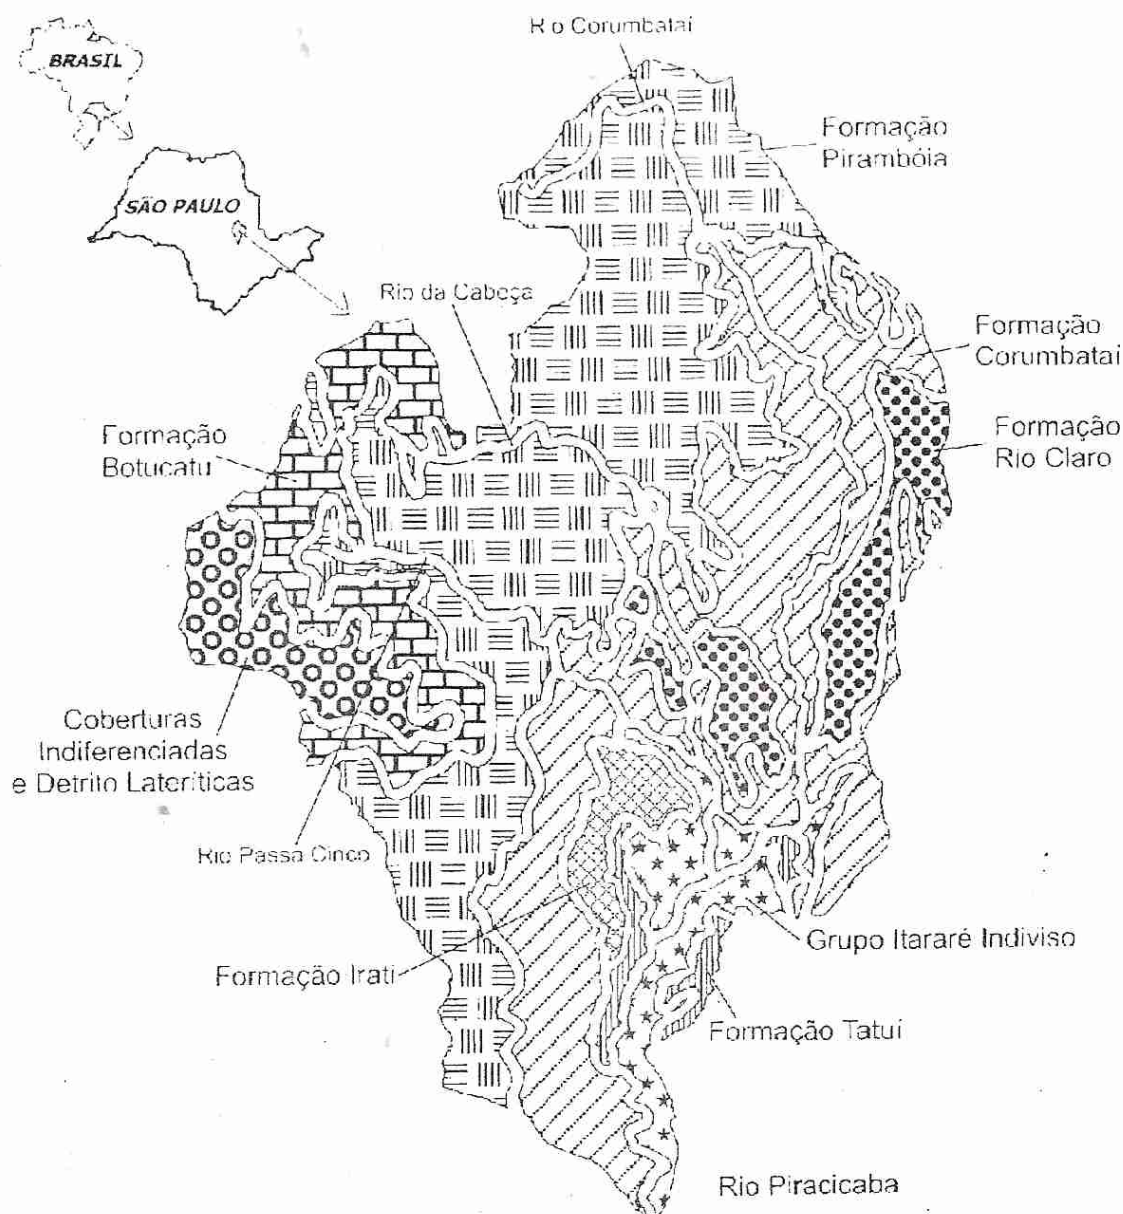 Rio Corumbataí
BRASIL
Formação
Pirambóia
SÃO PAULO
Rio da Cabeça
Formação
Corumbataí
Formação
Botucatu
Formação
Rio Claro
Coberturas
Indiferenciadas
e Detrito Lateríticas
Rio Passa Cinco
Grupo Itararé Indiviso
Formação Irati
Formação Tatuí
Rio Piracicaba